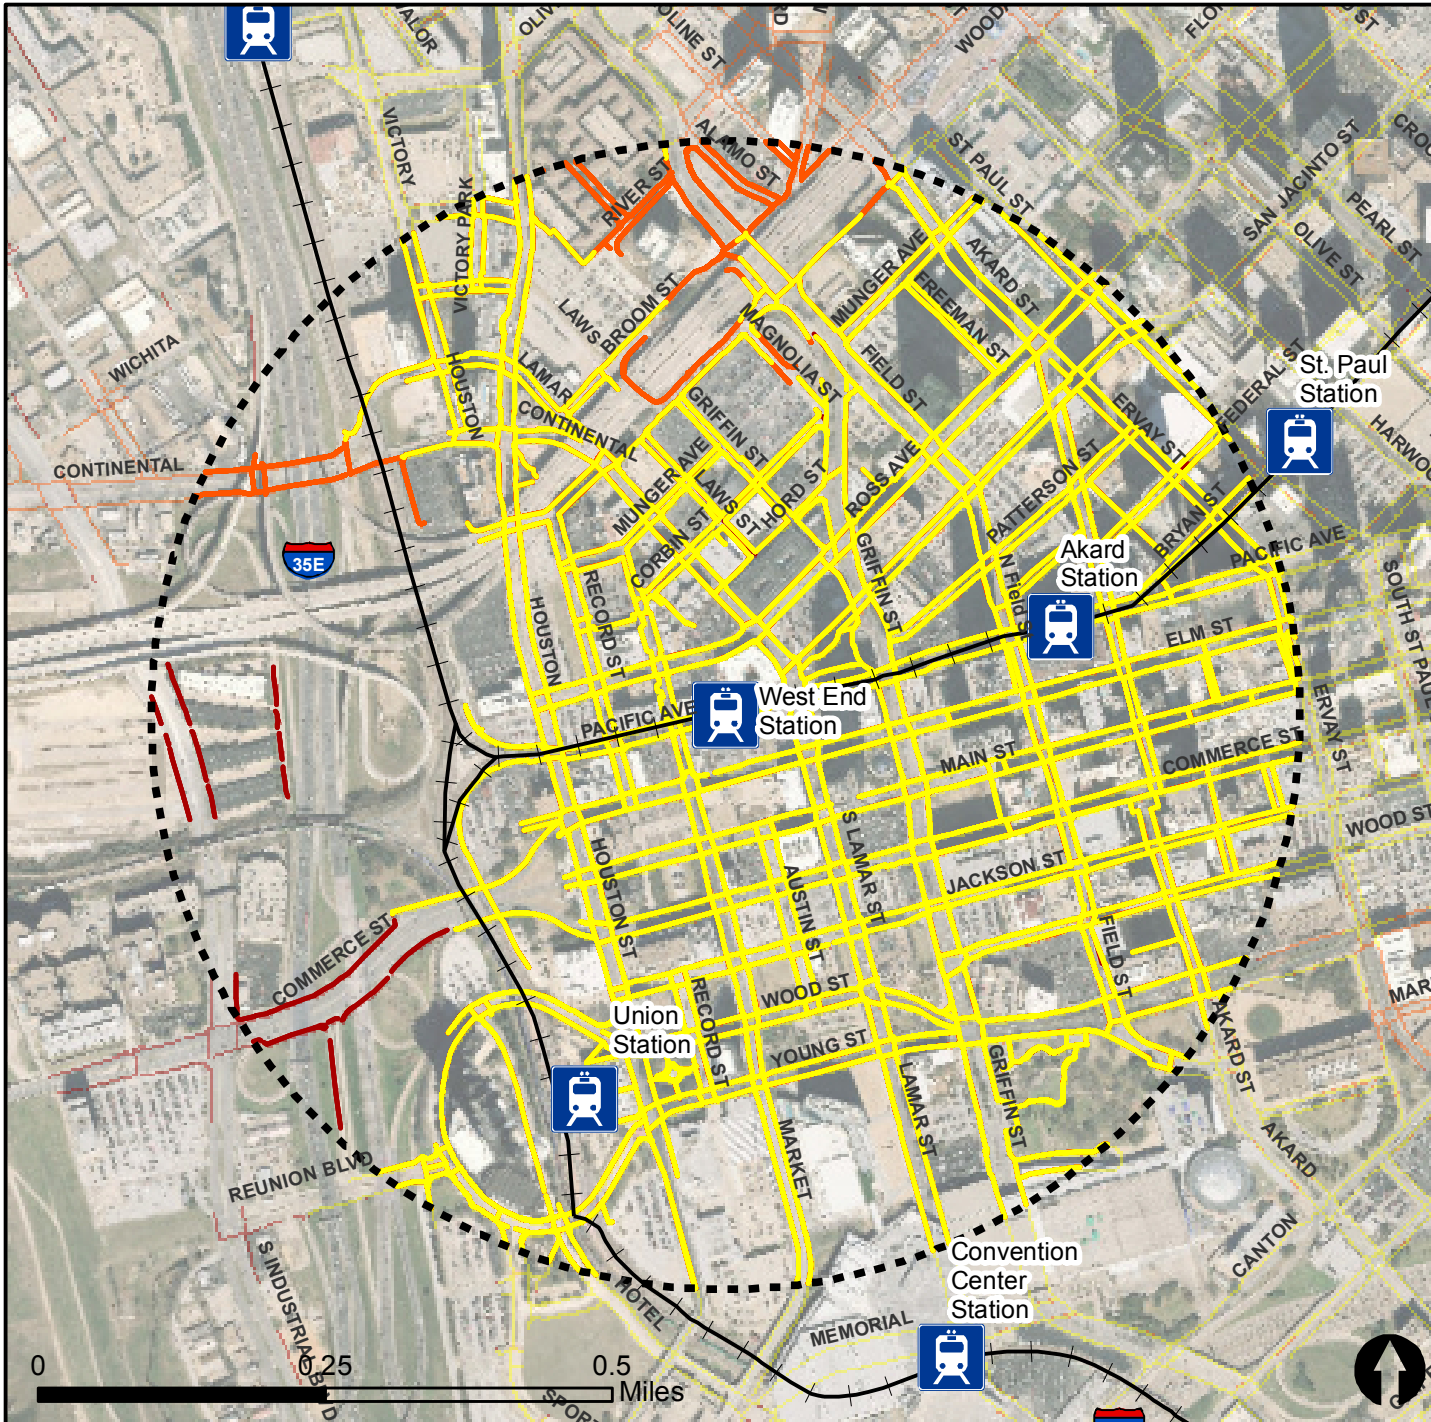 VICTORY
ALAMO ST
ST PAUL ST
SAN JACINTO ST
PEARL ST
OLIVE ST
RIVER ST
VICTORY PARK
AKARD ST
MUNGER AVE
FREEMAN ST
LAWS
BROOM ST
MAGNOLIA ST
WICHITA
HOUSTON
LAMAR
FIELD ST
FEDERAL ST
St. Paul
Station
CONTINENTAL
GRIFFIN ST
ERVAY ST
CONTINENTAL
MUNGER AVE
LAWS ST
HORD ST
ROSS AVE
PATTERSON ST
BRYAN ST
CORBIN ST
GRIFFIN ST
N Field S
Akard
Station
PACIFIC AVE
35E
RECORD ST
HOUSTON
ELM ST
SOUTH ST PAUL
ERVAY ST
West End
Station
PACIFIC AVE
MAIN ST
COMMERCE ST
WOOD ST
S LAMAR ST
HOUSTON ST
AUSTIN ST
JACKSON ST
FIELD ST
COMMERCE ST
WOOD ST
RECORD ST
YOUNG ST
Union
Station
AKARD ST
MAR
LAMAR ST
GRIFFIN ST
MARKET
AKARD
REUNION BLVD
CANTON
Convention
Center
Station
S INDUSTRIAL BLVD
HOTEL
MEMORIAL
0
0.25
0.5
Miles
SPOR